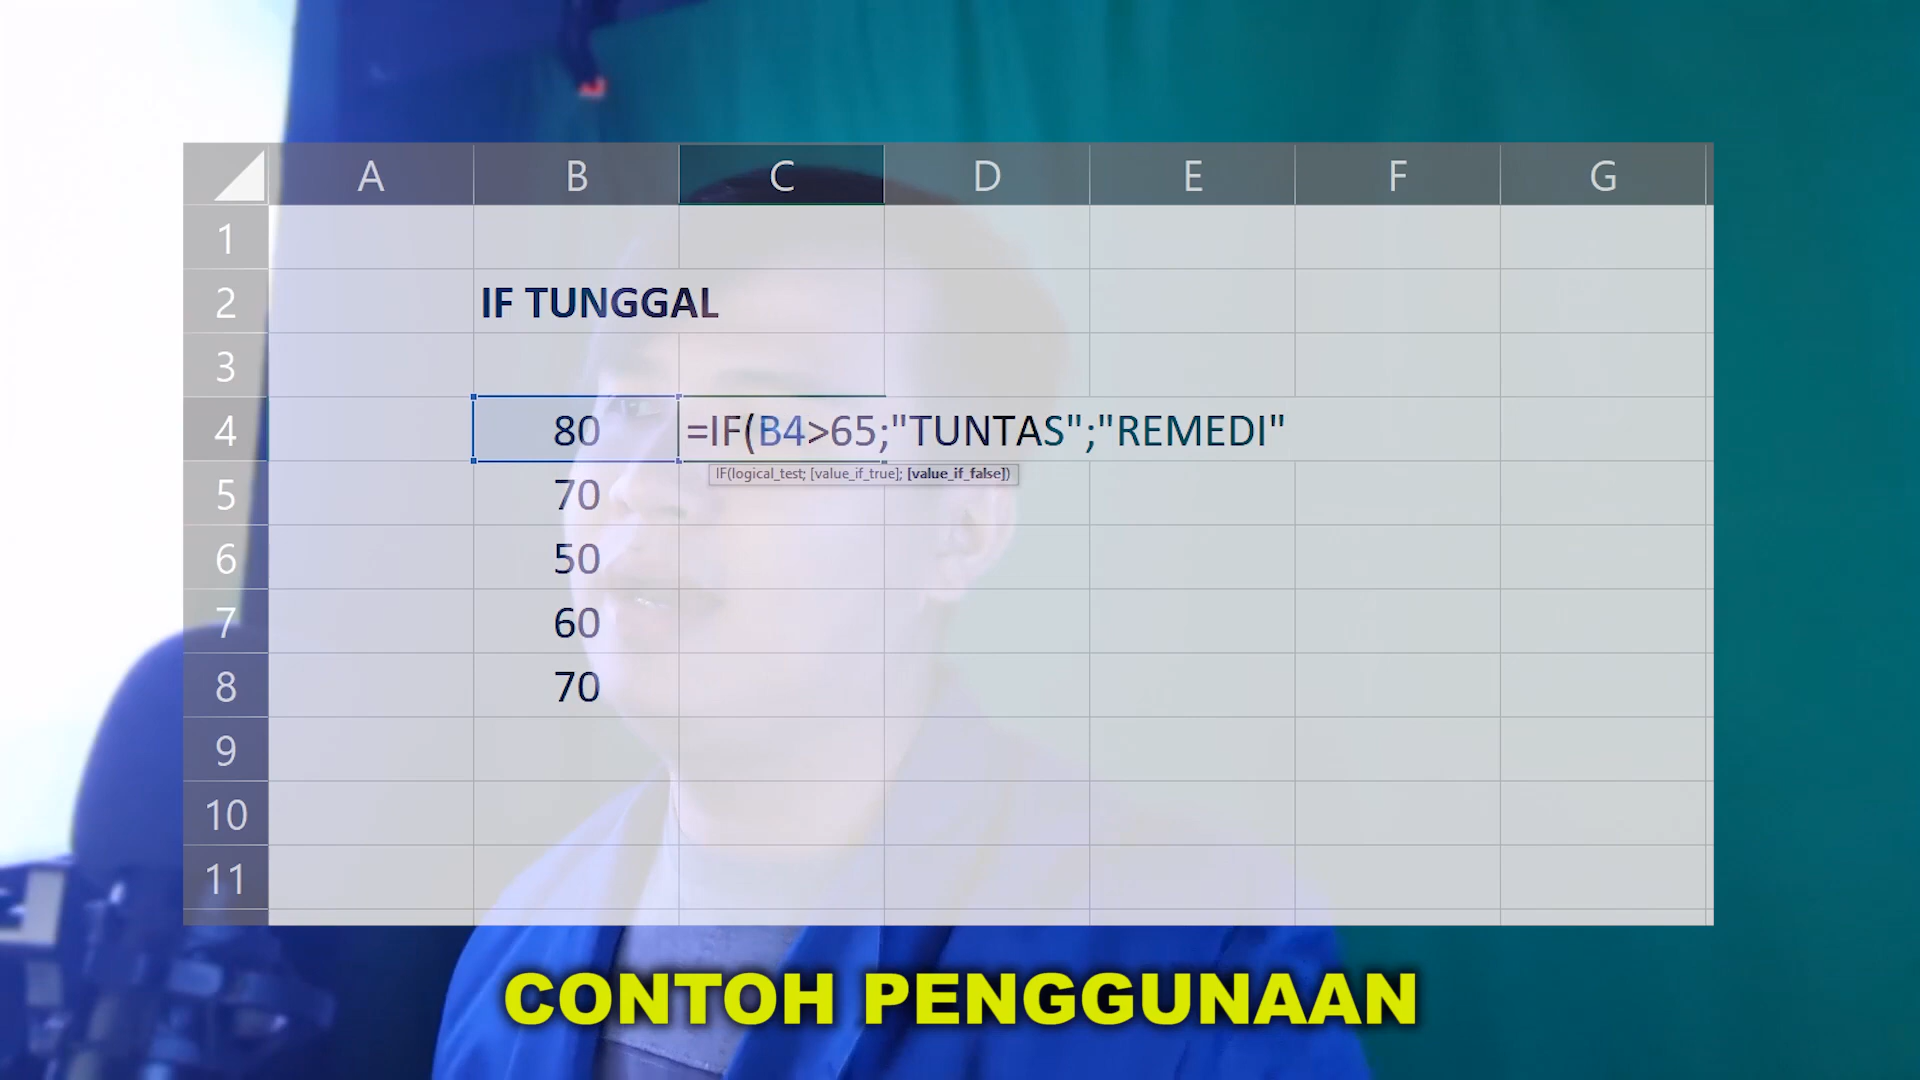 A B C D E F G
1
2 IF TUNGGAL
3
4 80 =IF(B4>65;"TUNTAS";"REMEDI"
IF(logical_test; [value_if_true]; [value_if_false])
5 70
6 50
7 60
8 70
9
10
11
CONTOH PENGGUNAAN